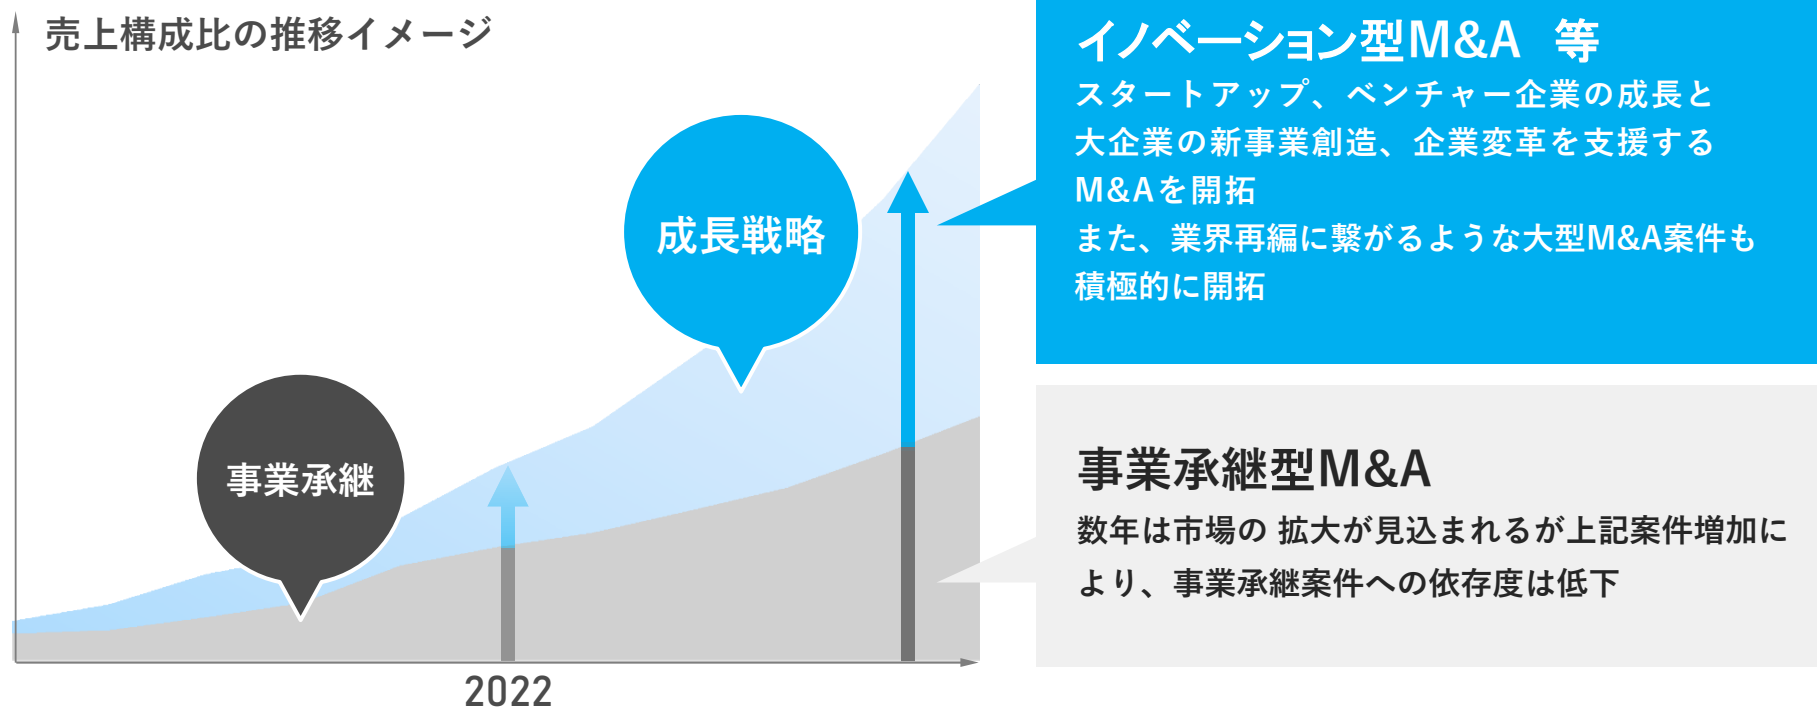 売上構成比の推移イメージ
成長戦略
事業承継
2022
イノベーション型M&A 等
スタートアップ、ベンチャー企業の成長と
大企業の新事業創造、企業変革を支援する
M&Aを開拓
また、業界再編に繋がるような大型M&A案件も
積極的に開拓
事業承継型M&A
数年は市場の 拡大が見込まれるが上記案件増加に
より、事業承継案件への依存度は低下